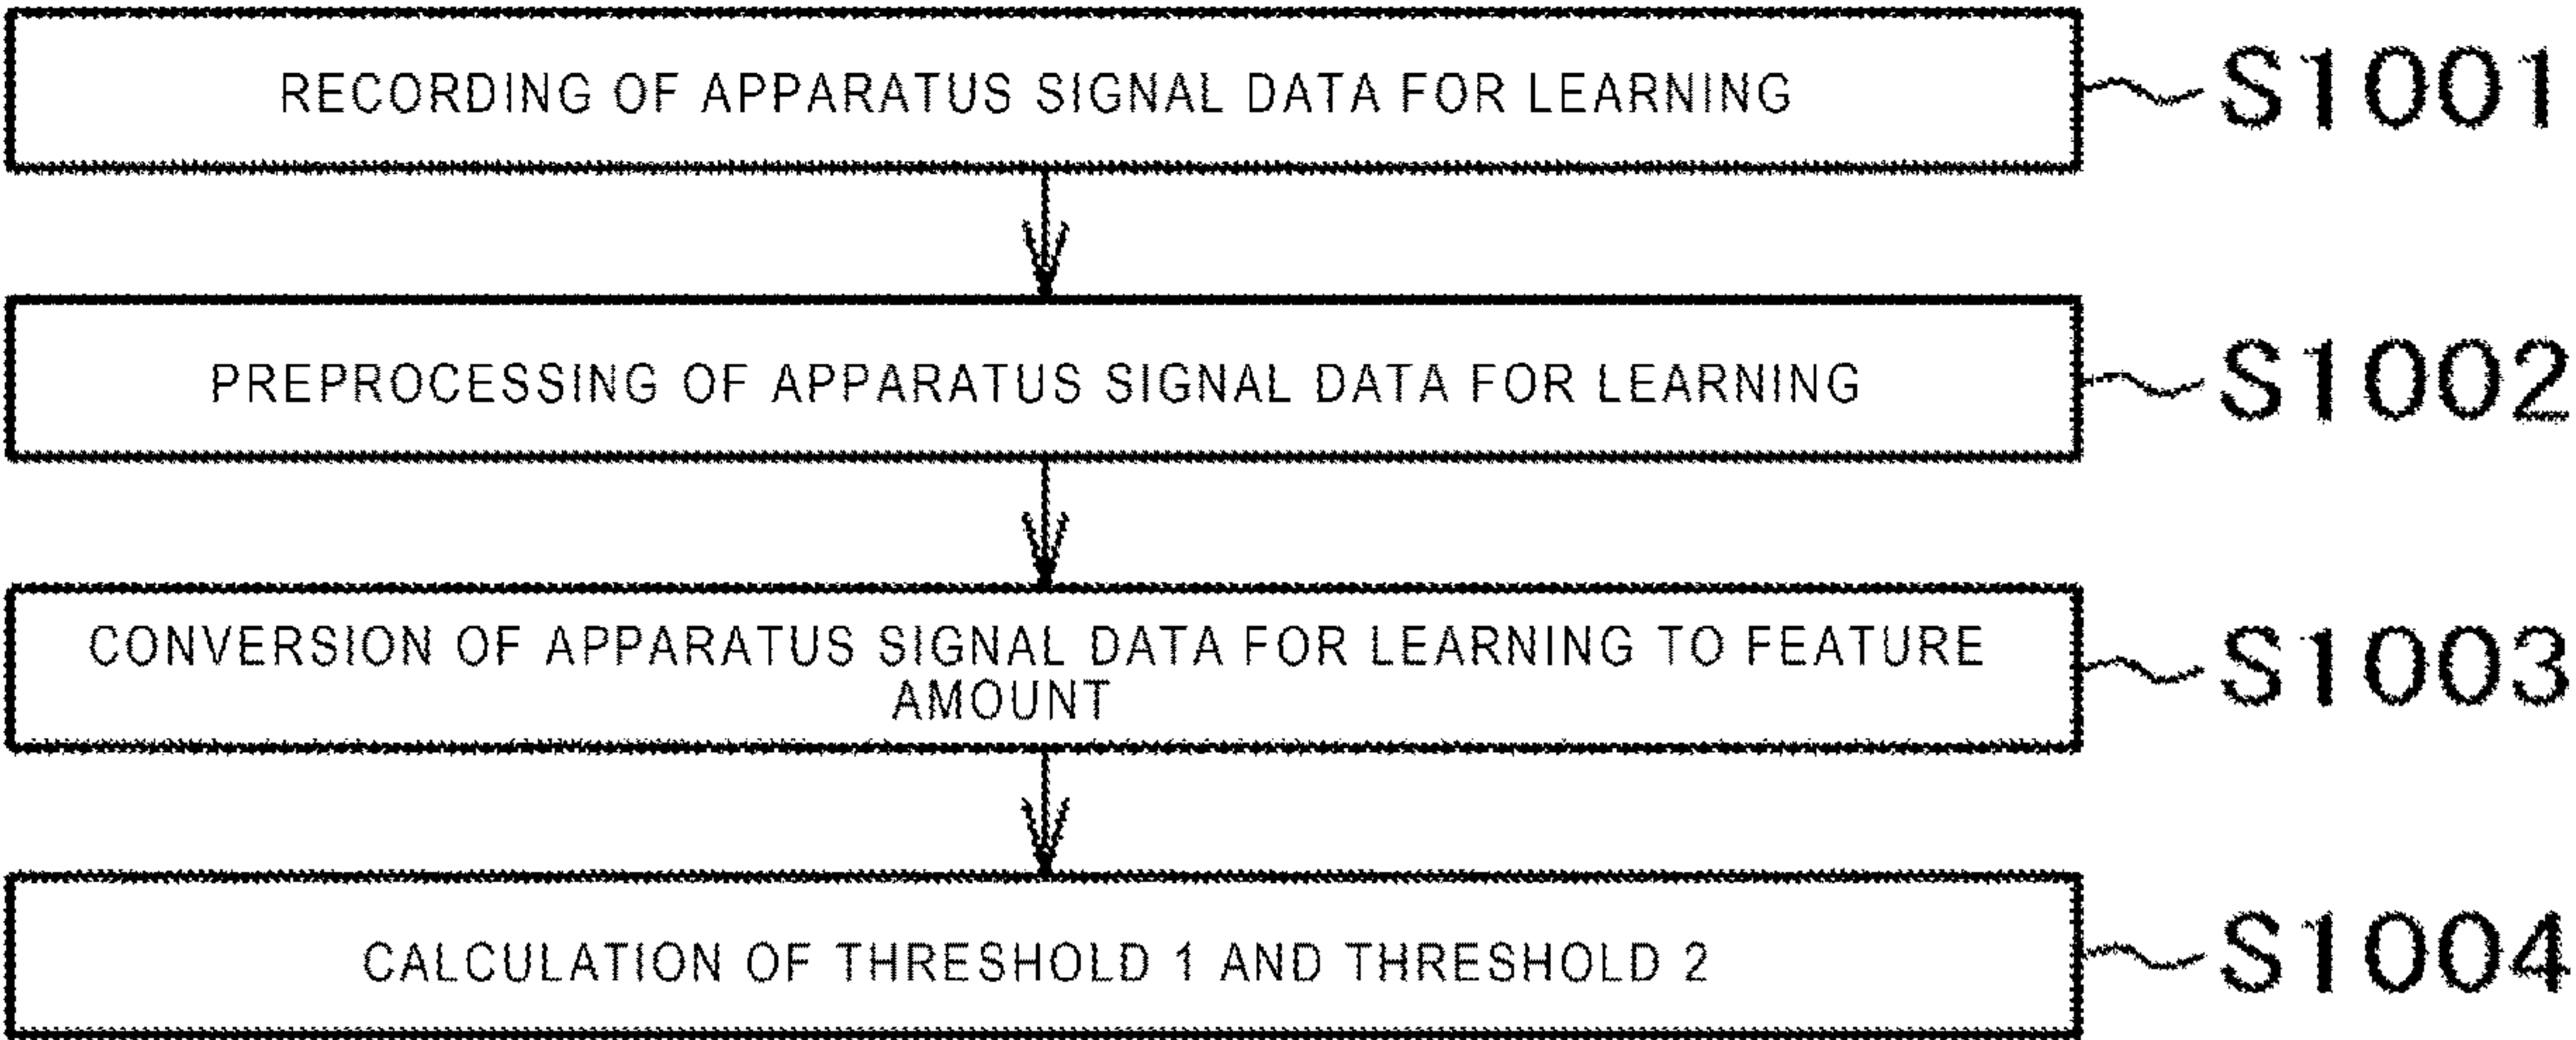 RECORDING OF APPARATUS SIGNAL DATA FOR LEARNING
S1001
PREPROCESSING OF APPARATUS SIGNAL DATA FOR LEARNING
S1002
CONVERSION OF APPARATUS SIGNAL DATA FOR LEARNING TO FEATURE
AMOUNT
S1003
CALCULATION OF THRESHOLD 1 AND THRESHOLD 2
S1004